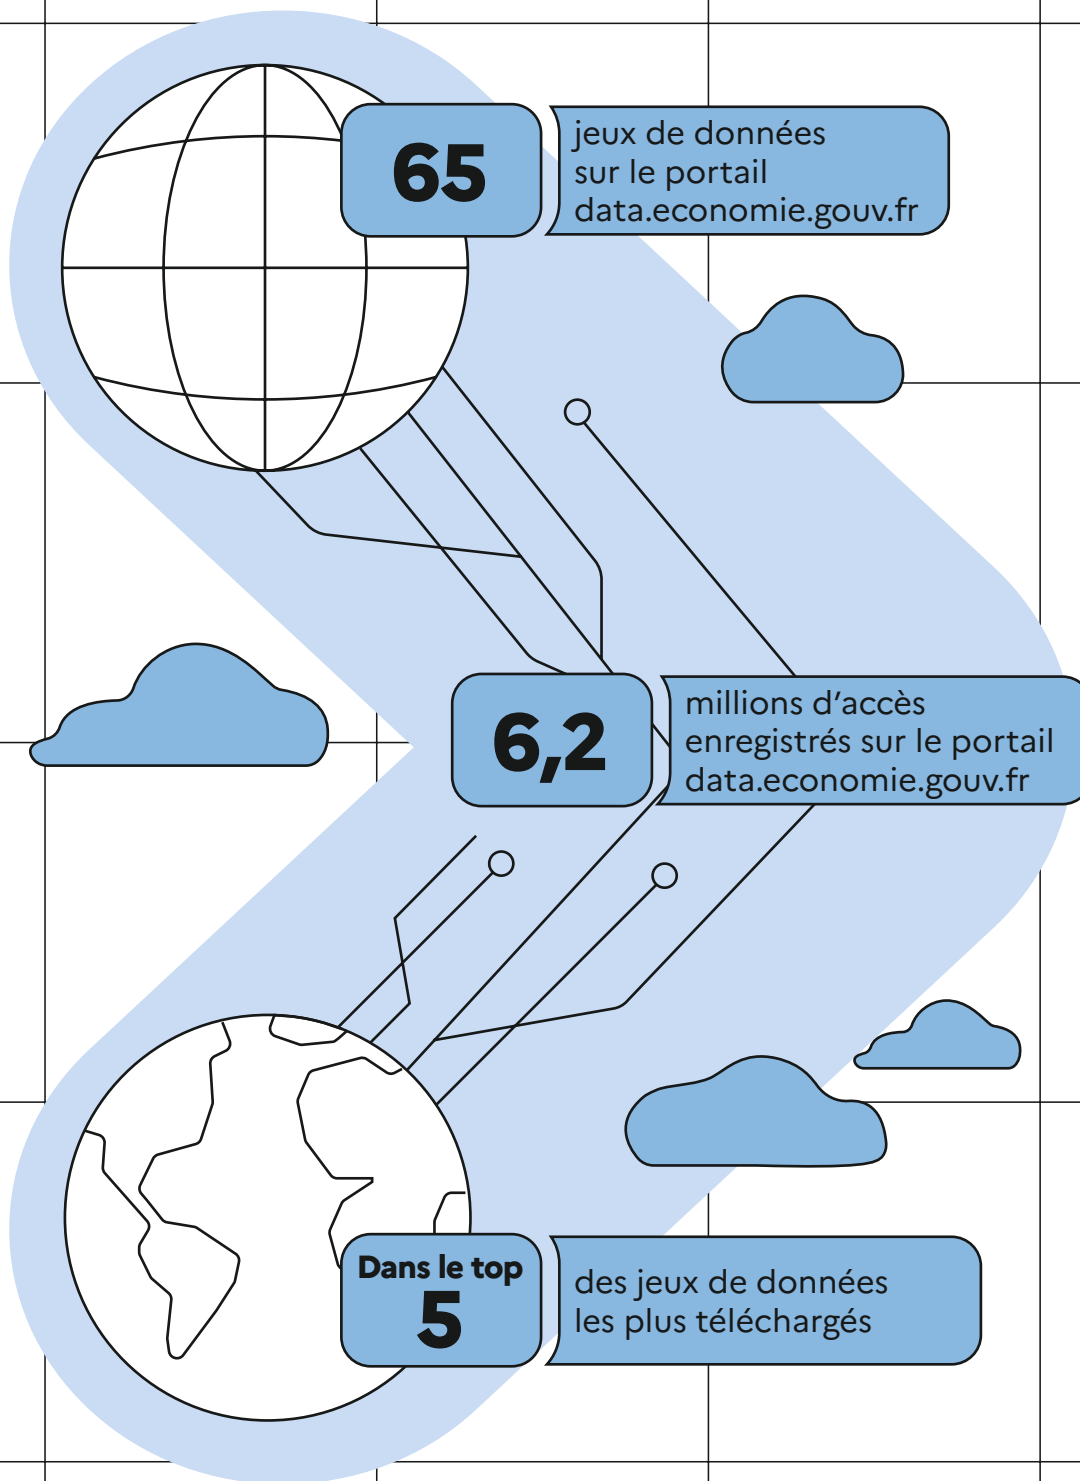 65
jeux de données
sur le portail
data.economie.gouv.fr
6,2
millions d’accès
enregistrés sur le portail
data.economie.gouv.fr
Dans le top
5
des jeux de données
les plus téléchargés